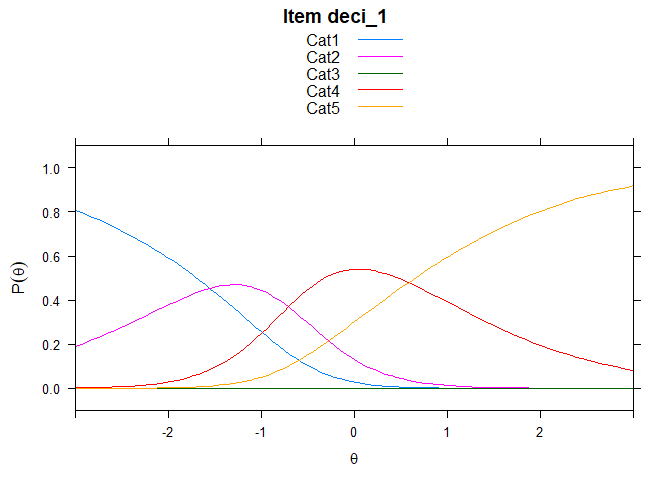 Item deci_1
Cat1
Cat2
Cat3
Cat4
Cat5
P(θ)
1.0
0.8
0.6
0.4
0.2
0.0
-2 -1 0 1 2
θ